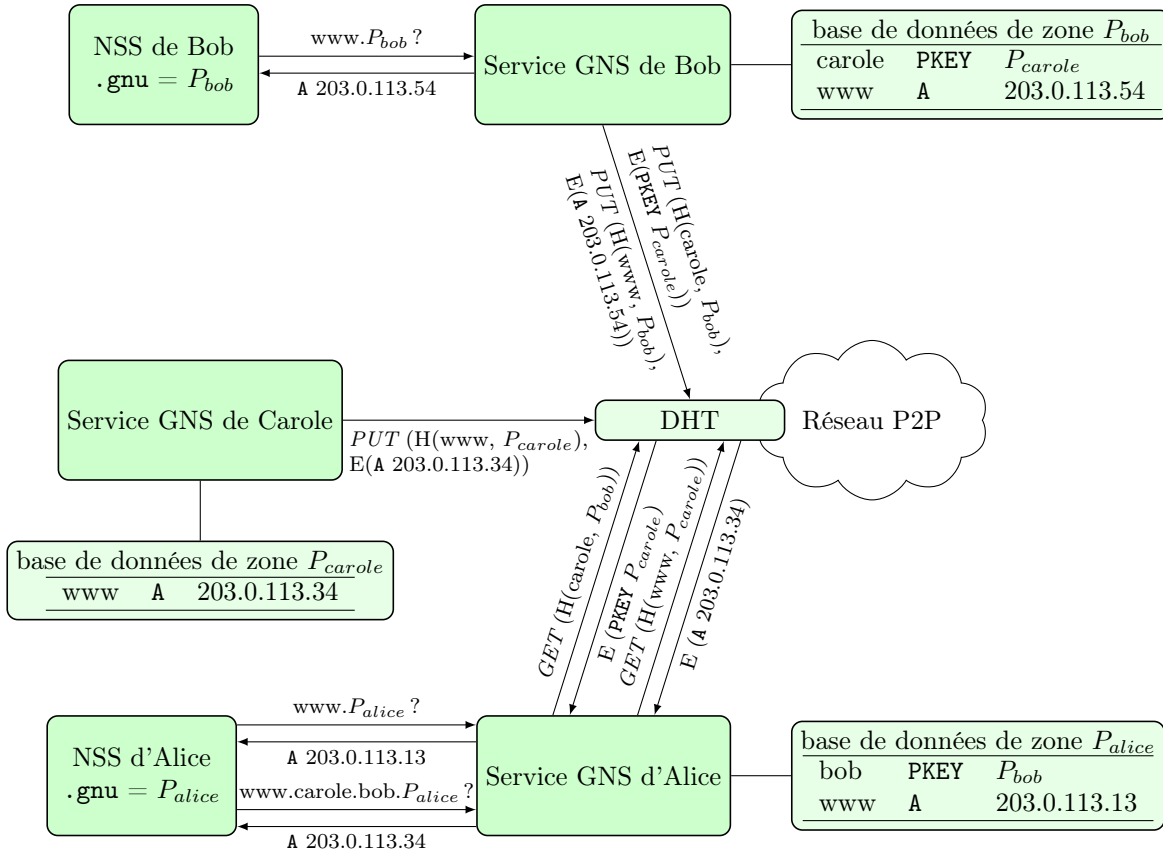 NSS de Bob
.gnu = P_bob
www.P_bob ?
A 203.0.113.54
Service GNS de Bob
base de données de zone P_bob
carole PKEY P_carole
www A 203.0.113.54
PUT (H(carole, P_bob),
E(PKEY P_carole))
PUT (H(www, P_bob),
E(A 203.0.113.54))
Service GNS de Carole
PUT (H(www, P_carole),
E(A 203.0.113.34))
DHT
Réseau P2P
base de données de zone P_carole
www A 203.0.113.34
GET (H(carole, P_bob))
E (PKEY P_carole)
GET (H(www, P_carole))
E (A 203.0.113.34)
NSS d'Alice
.gnu = P_alice
www.P_alice ?
A 203.0.113.13
www.carole.bob.P_alice ?
A 203.0.113.34
Service GNS d'Alice
base de données de zone P_alice
bob PKEY P_bob
www A 203.0.113.13